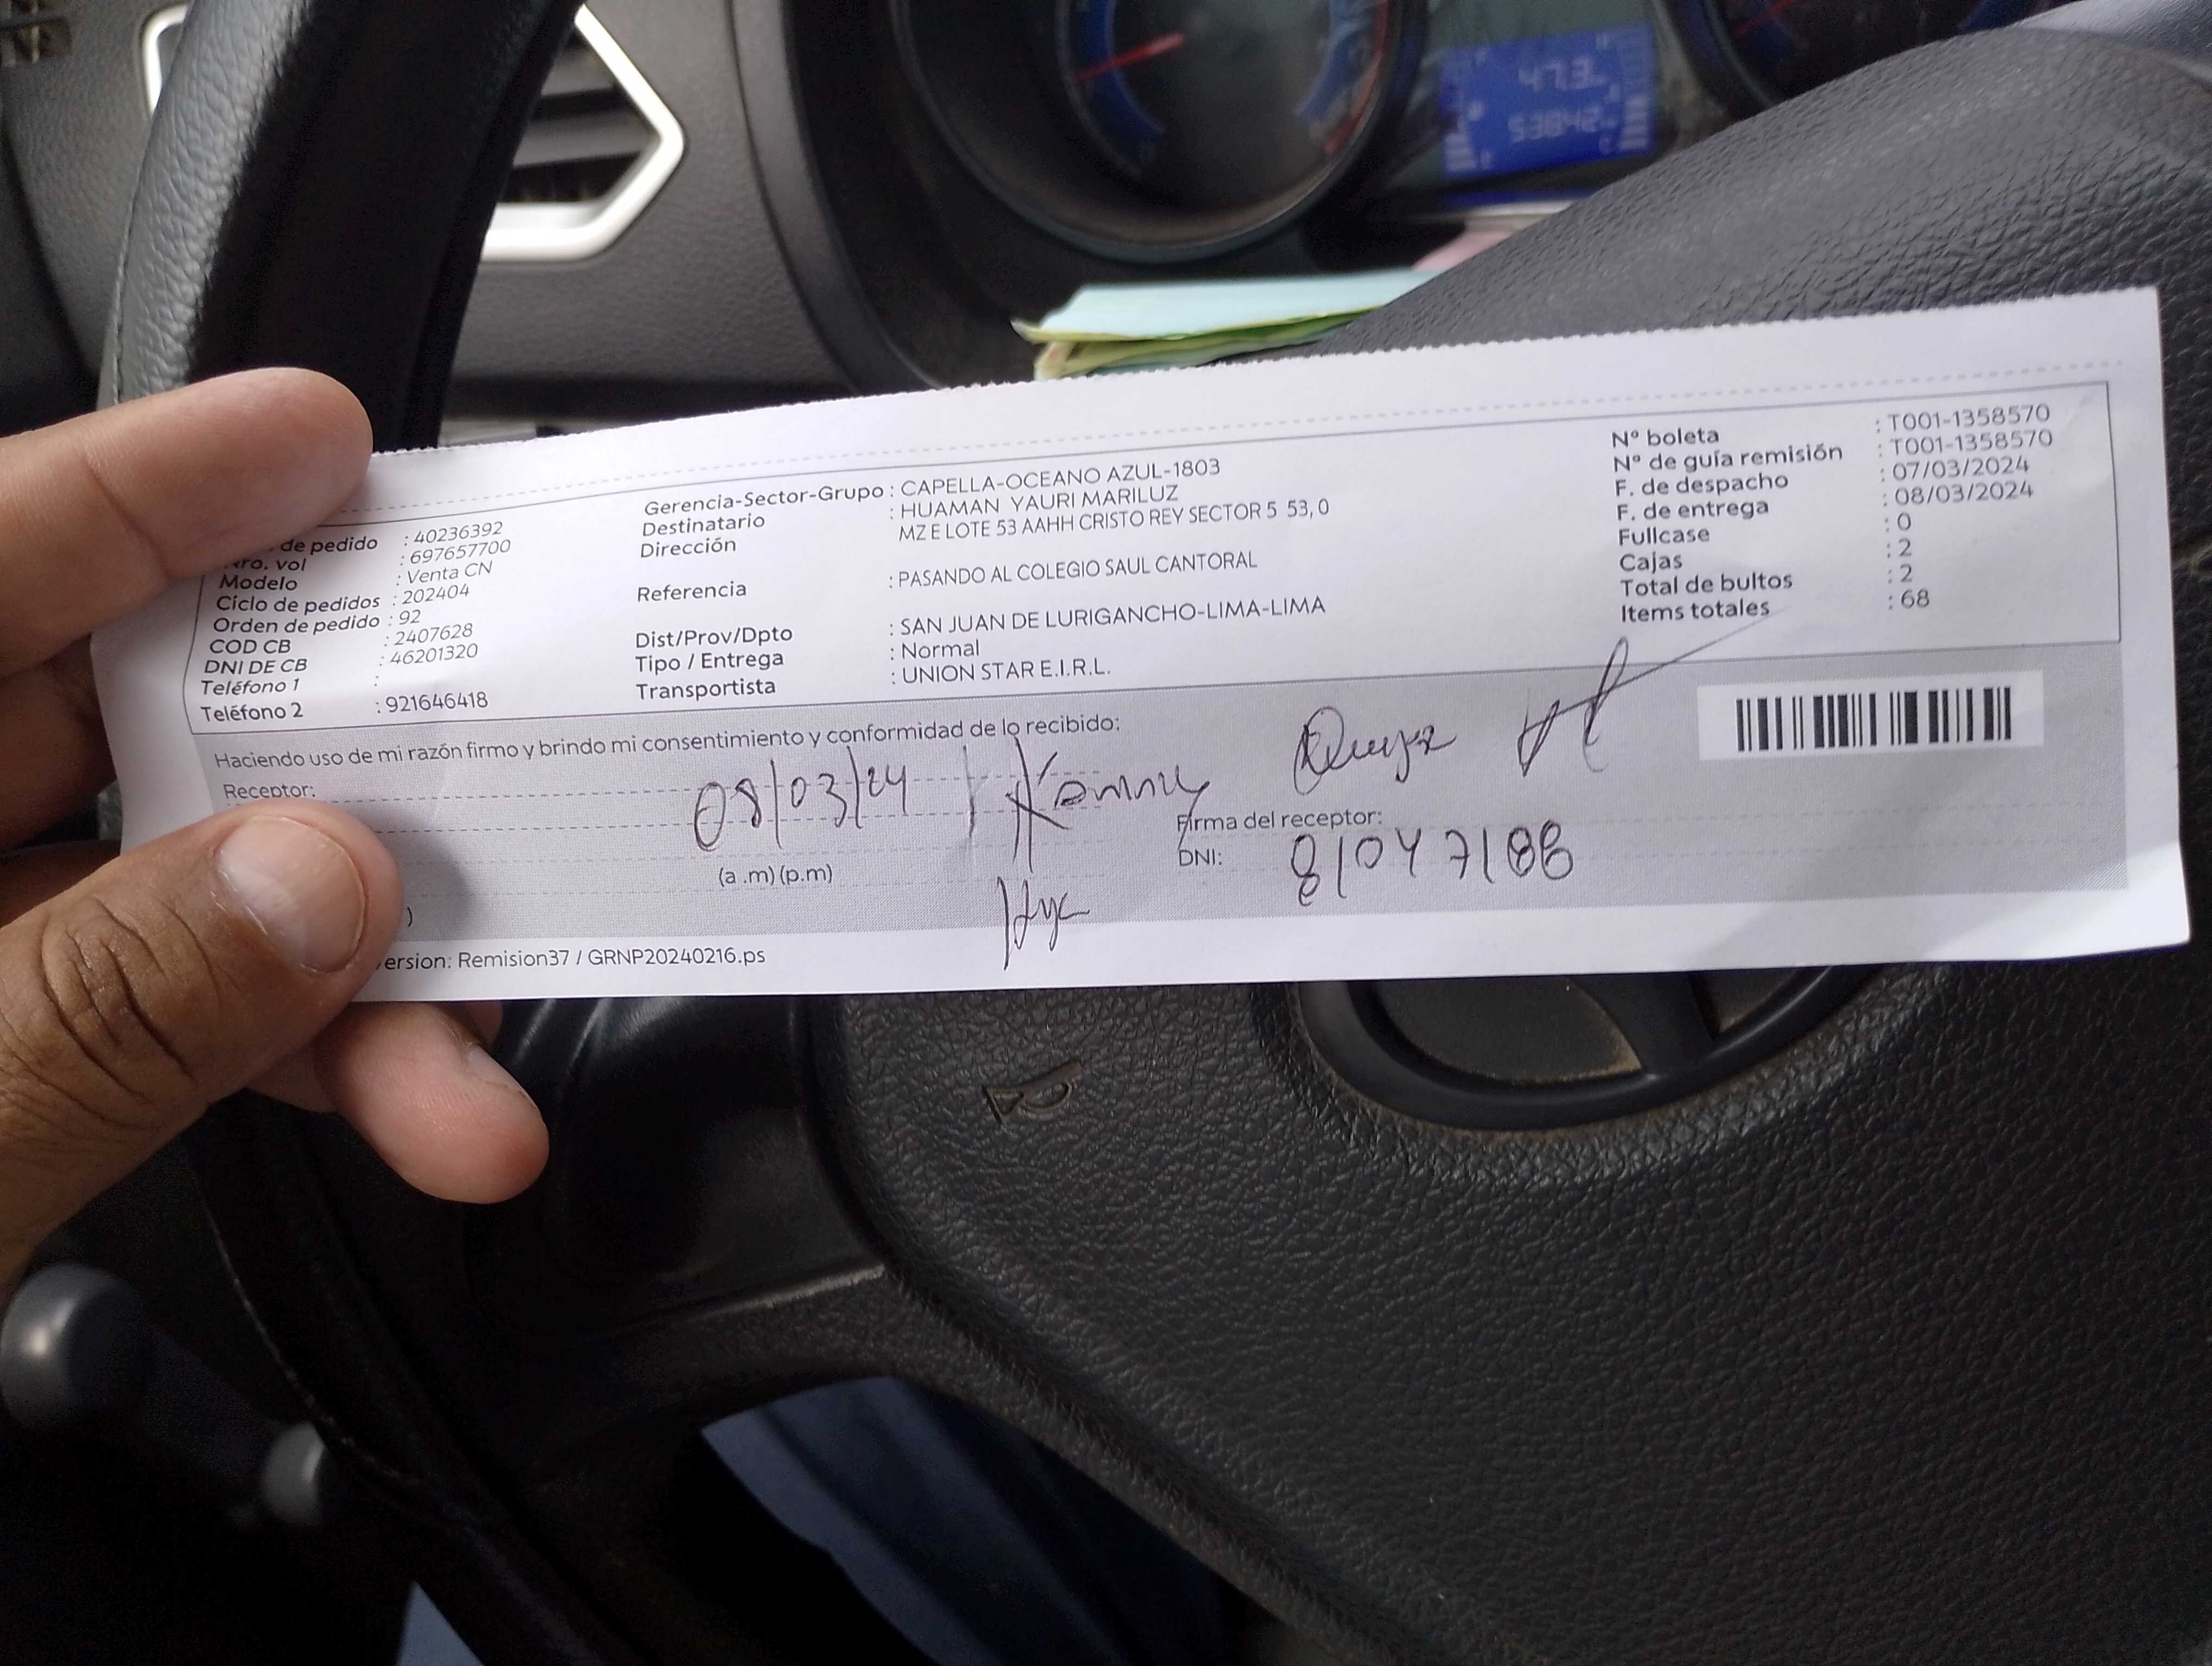 47.3
53842
de pedido : 40236392
Nro. vol : 697657700
Modelo : Venta CN
Ciclo de pedidos : 202404
Orden de pedido : 92
COD CB : 2407628
DNI DE CB : 46201320
Teléfono 1 :
Teléfono 2 : 921646418
Gerencia-Sector-Grupo : CAPELLA-OCEANO AZUL-1803
Destinatario : HUAMAN YAURI MARILUZ
Dirección MZ E LOTE 53 AAHH CRISTO REY SECTOR 5 53, 0
Referencia : PASANDO AL COLEGIO SAUL CANTORAL
Dist/Prov/Dpto : SAN JUAN DE LURIGANCHO-LIMA-LIMA
Tipo / Entrega : Normal
Transportista : UNION STAR E.I.R.L.
Nº boleta : T001-1358570
Nº de guía remisión : T001-1358570
F. de despacho : 07/03/2024
F. de entrega : 08/03/2024
Fullcase : 0
Cajas : 2
Total de bultos : 2
Items totales : 68
Haciendo uso de mi razón firmo y brindo mi consentimiento y conformidad de lo recibido:
Receptor:
08/03/24
(a .m) (p.m)
Firma del receptor:
DNI:
)
ersion: Remision37 / GRNP20240216.ps